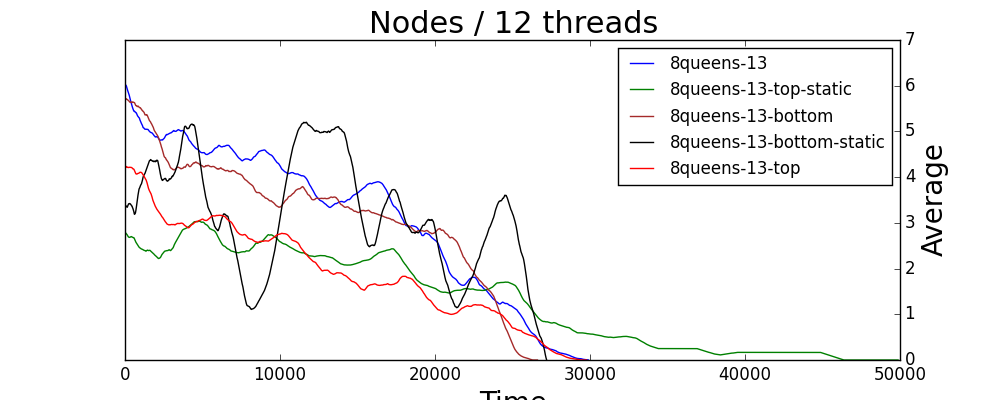 Nodes / 12 threads
8queens-13
8queens-13-top-static
8queens-13-bottom
8queens-13-bottom-static
8queens-13-top
7
6
5
4
3
2
1
0
Average
0 10000 20000 30000 40000 50000
Time